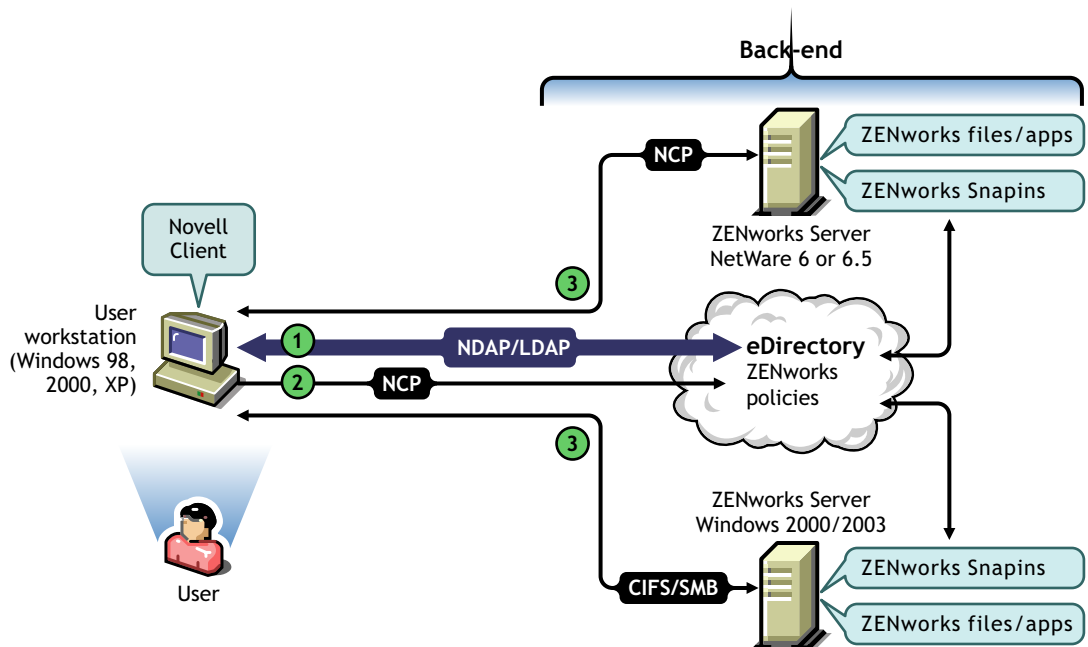 Back-end
NCP
ZENworks files/apps
ZENworks Snapins
Novell
Client
ZENworks Server
NetWare 6 or 6.5
3
User
workstation
(Windows 98,
2000, XP)
1
NDAP/LDAP
eDirectory
ZENworks
policies
2
NCP
3
ZENworks Server
Windows 2000/2003
User
CIFS/SMB
ZENworks Snapins
ZENworks files/apps